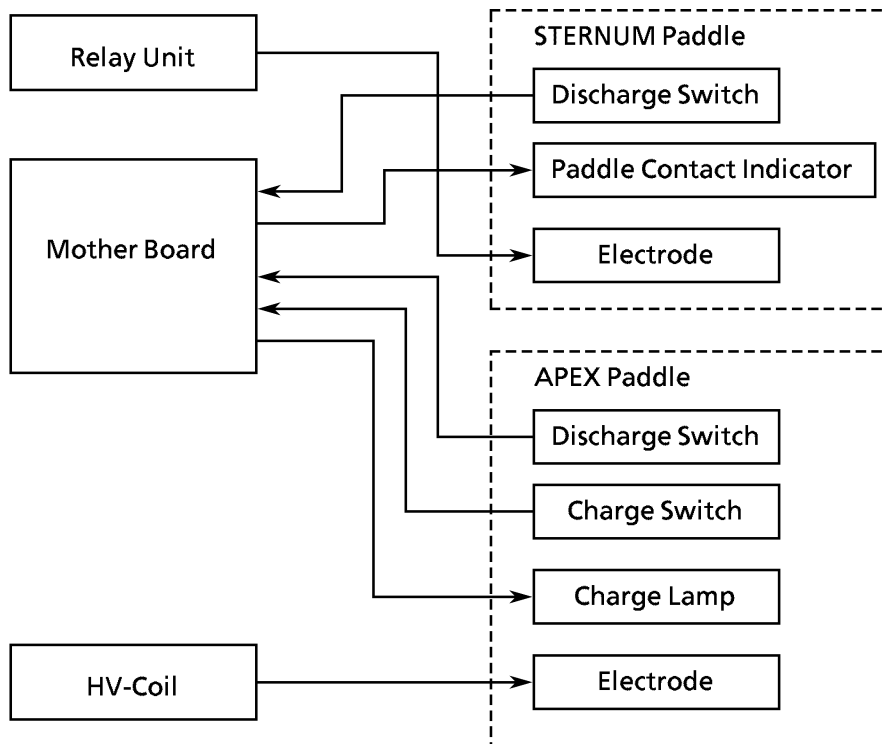 Relay Unit
Mother Board
HV-Coil
STERNUM Paddle
Discharge Switch
Paddle Contact Indicator
Electrode
APEX Paddle
Discharge Switch
Charge Switch
Charge Lamp
Electrode